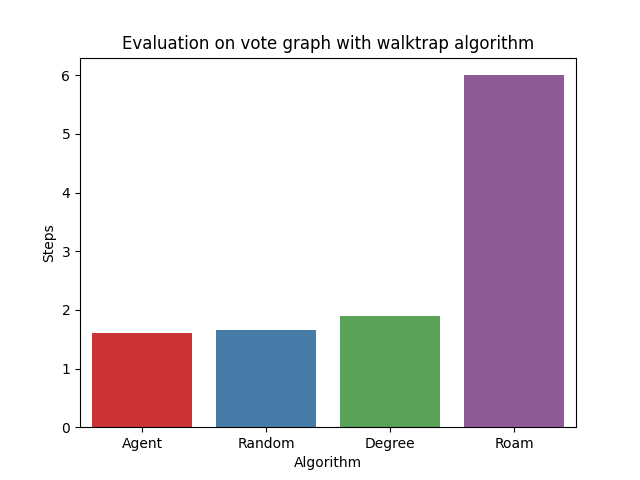 Evaluation on vote graph with walktrap algorithm
6
5
4
3
2
1
0
Steps
Agent Random Degree Roam
Algorithm